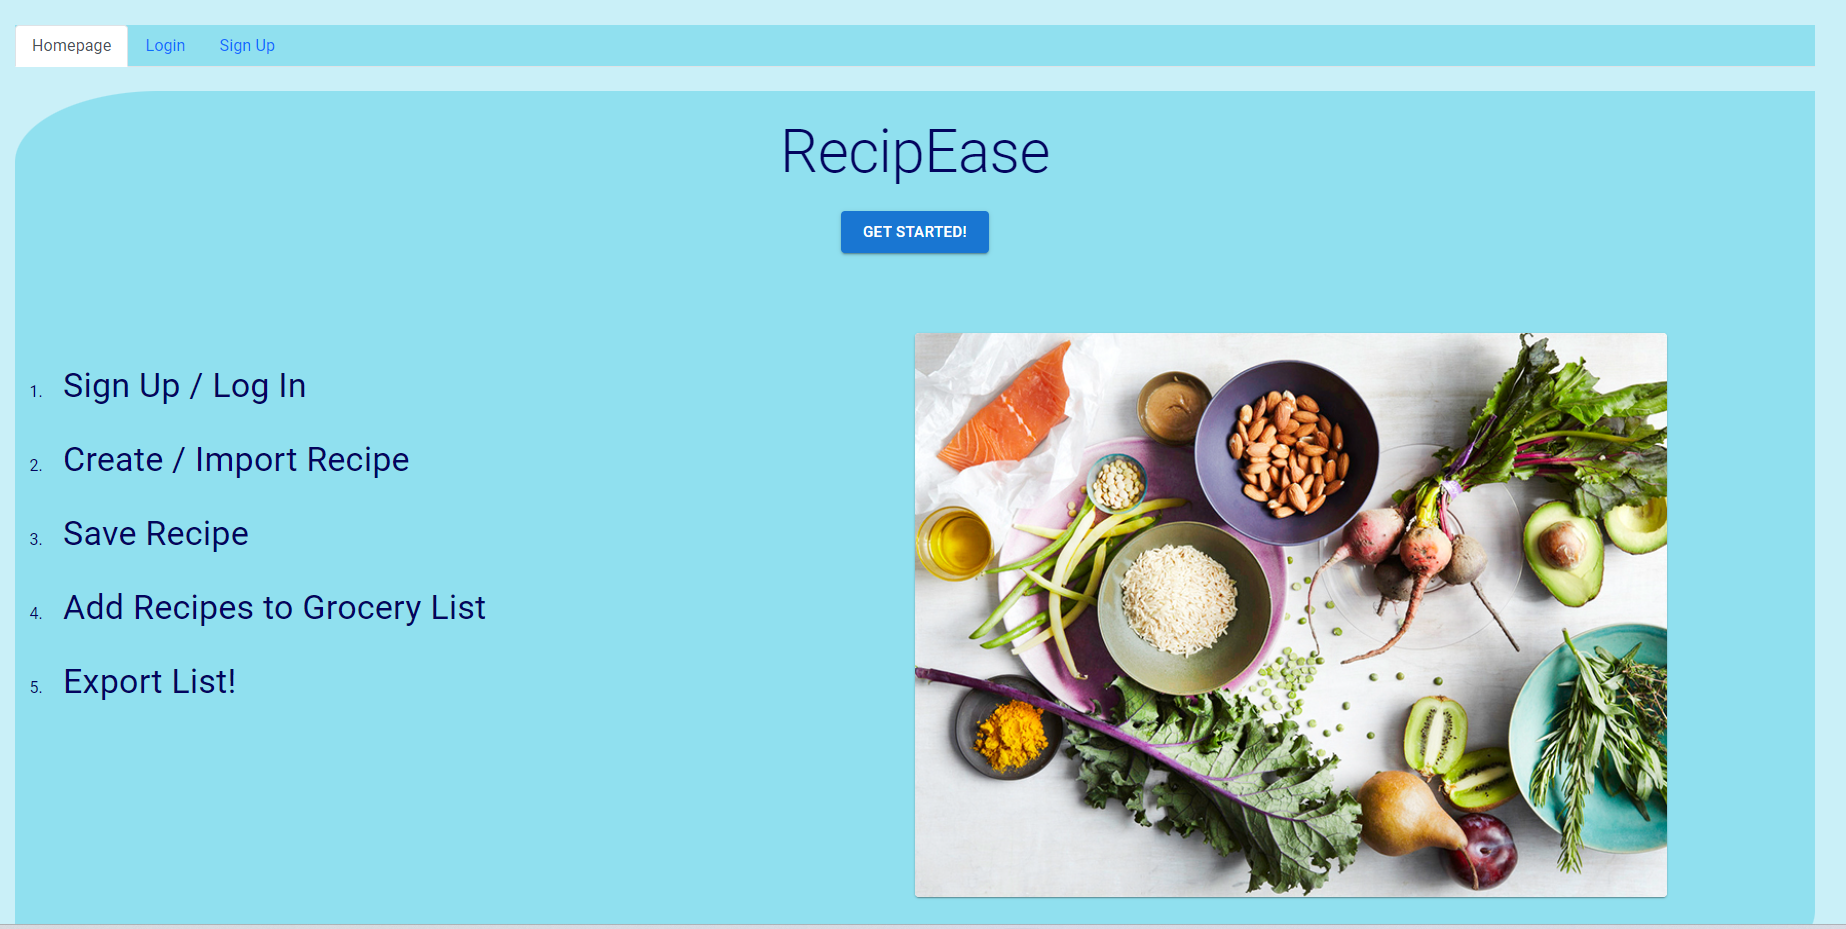 Homepage Login Sign Up
RecipEase
GET STARTED!
1. Sign Up / Log In
2. Create / Import Recipe
3. Save Recipe
4. Add Recipes to Grocery List
5. Export List!